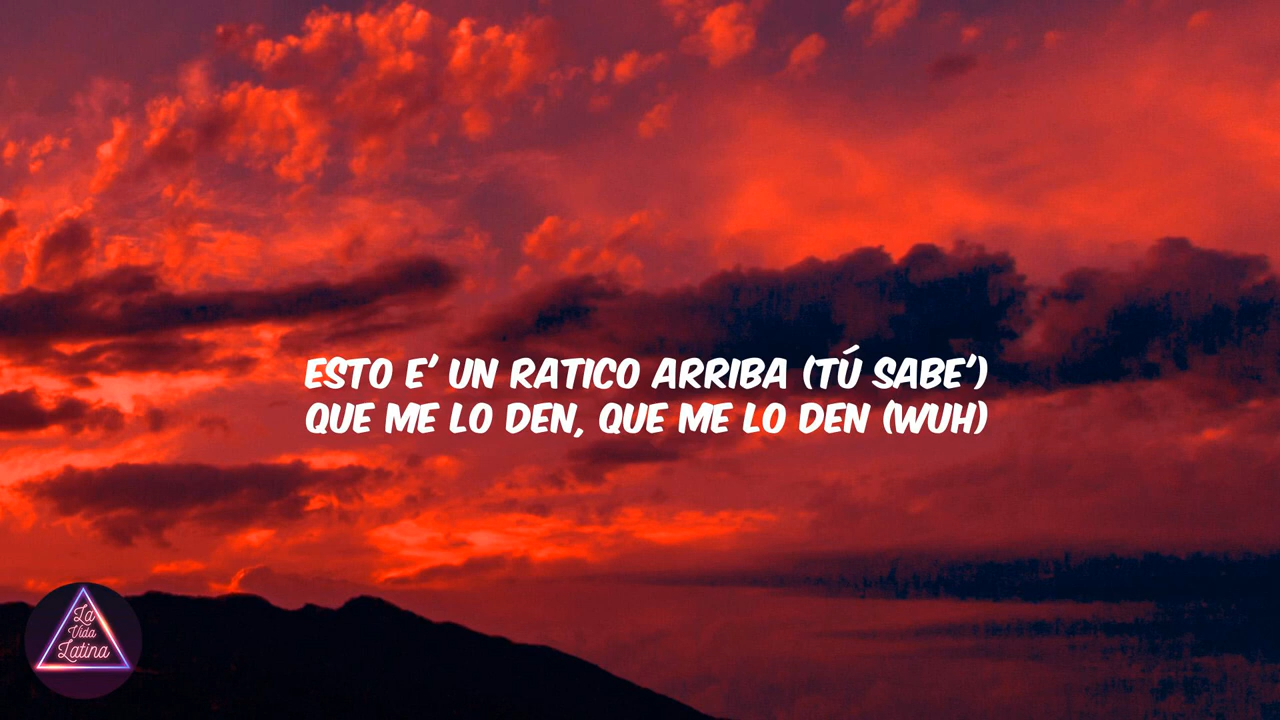 ESTO E' UN RATICO ARRIBA (TÚ SABE')
QUE ME LO DEN, QUE ME LO DEN (WUH)
La
Vida
Latina